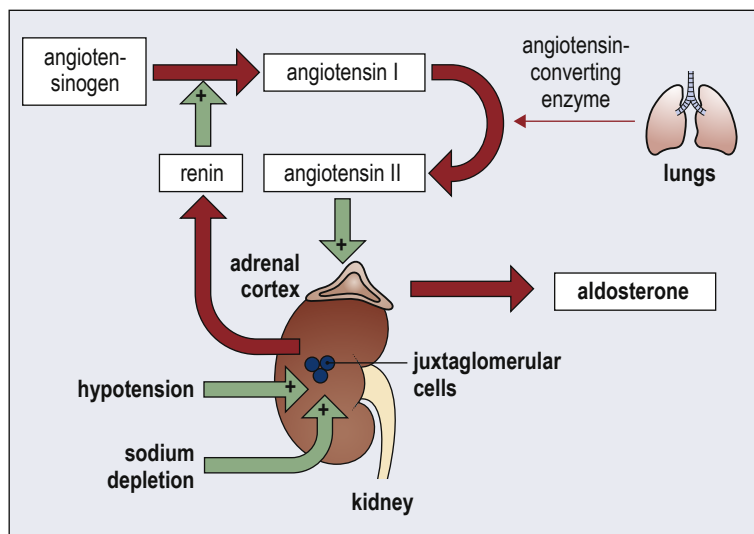 angioten-
sinogen
angiotensin I
angiotensin-
converting
enzyme
+
renin
angiotensin II
lungs
+
adrenal
cortex
aldosterone
juxtaglomerular
cells
hypotension
+
+
sodium
depletion
kidney